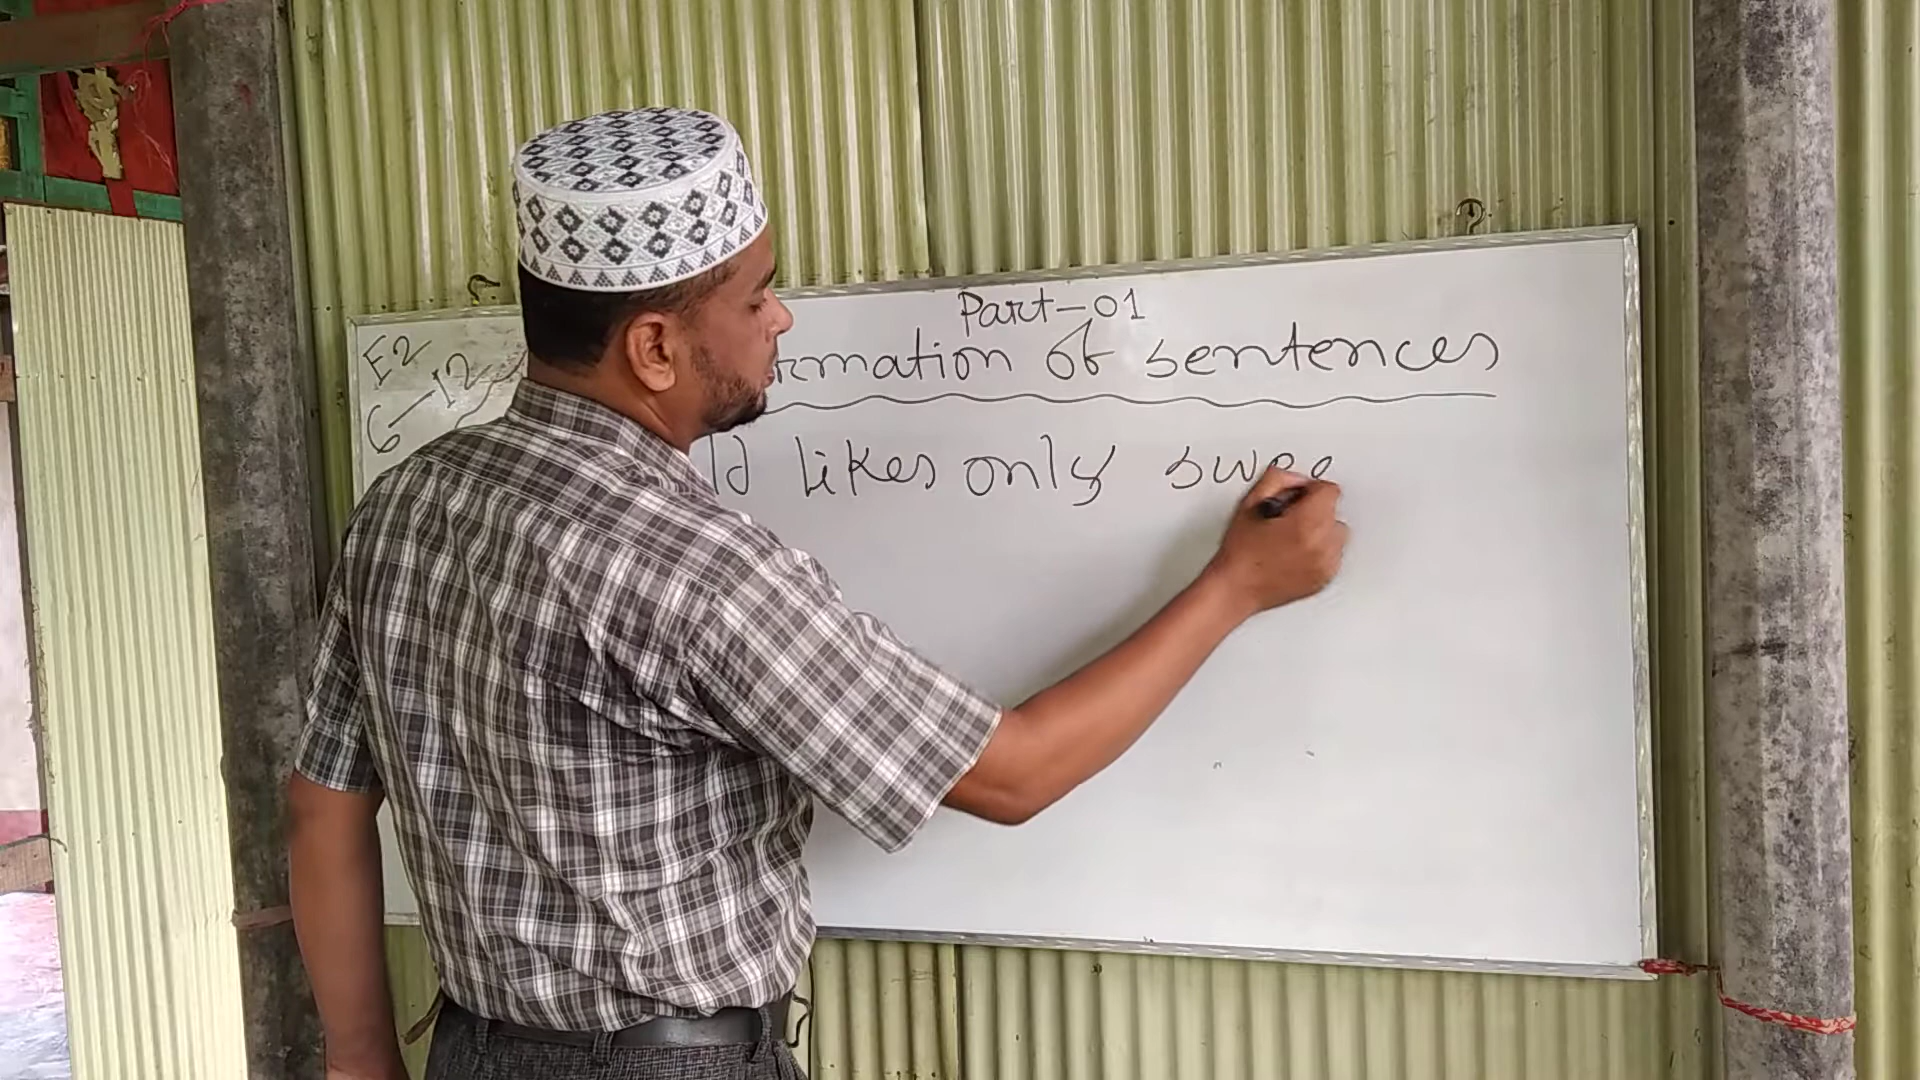 Part-01
E2
6-12
rmation of sentences
ld likes only swee